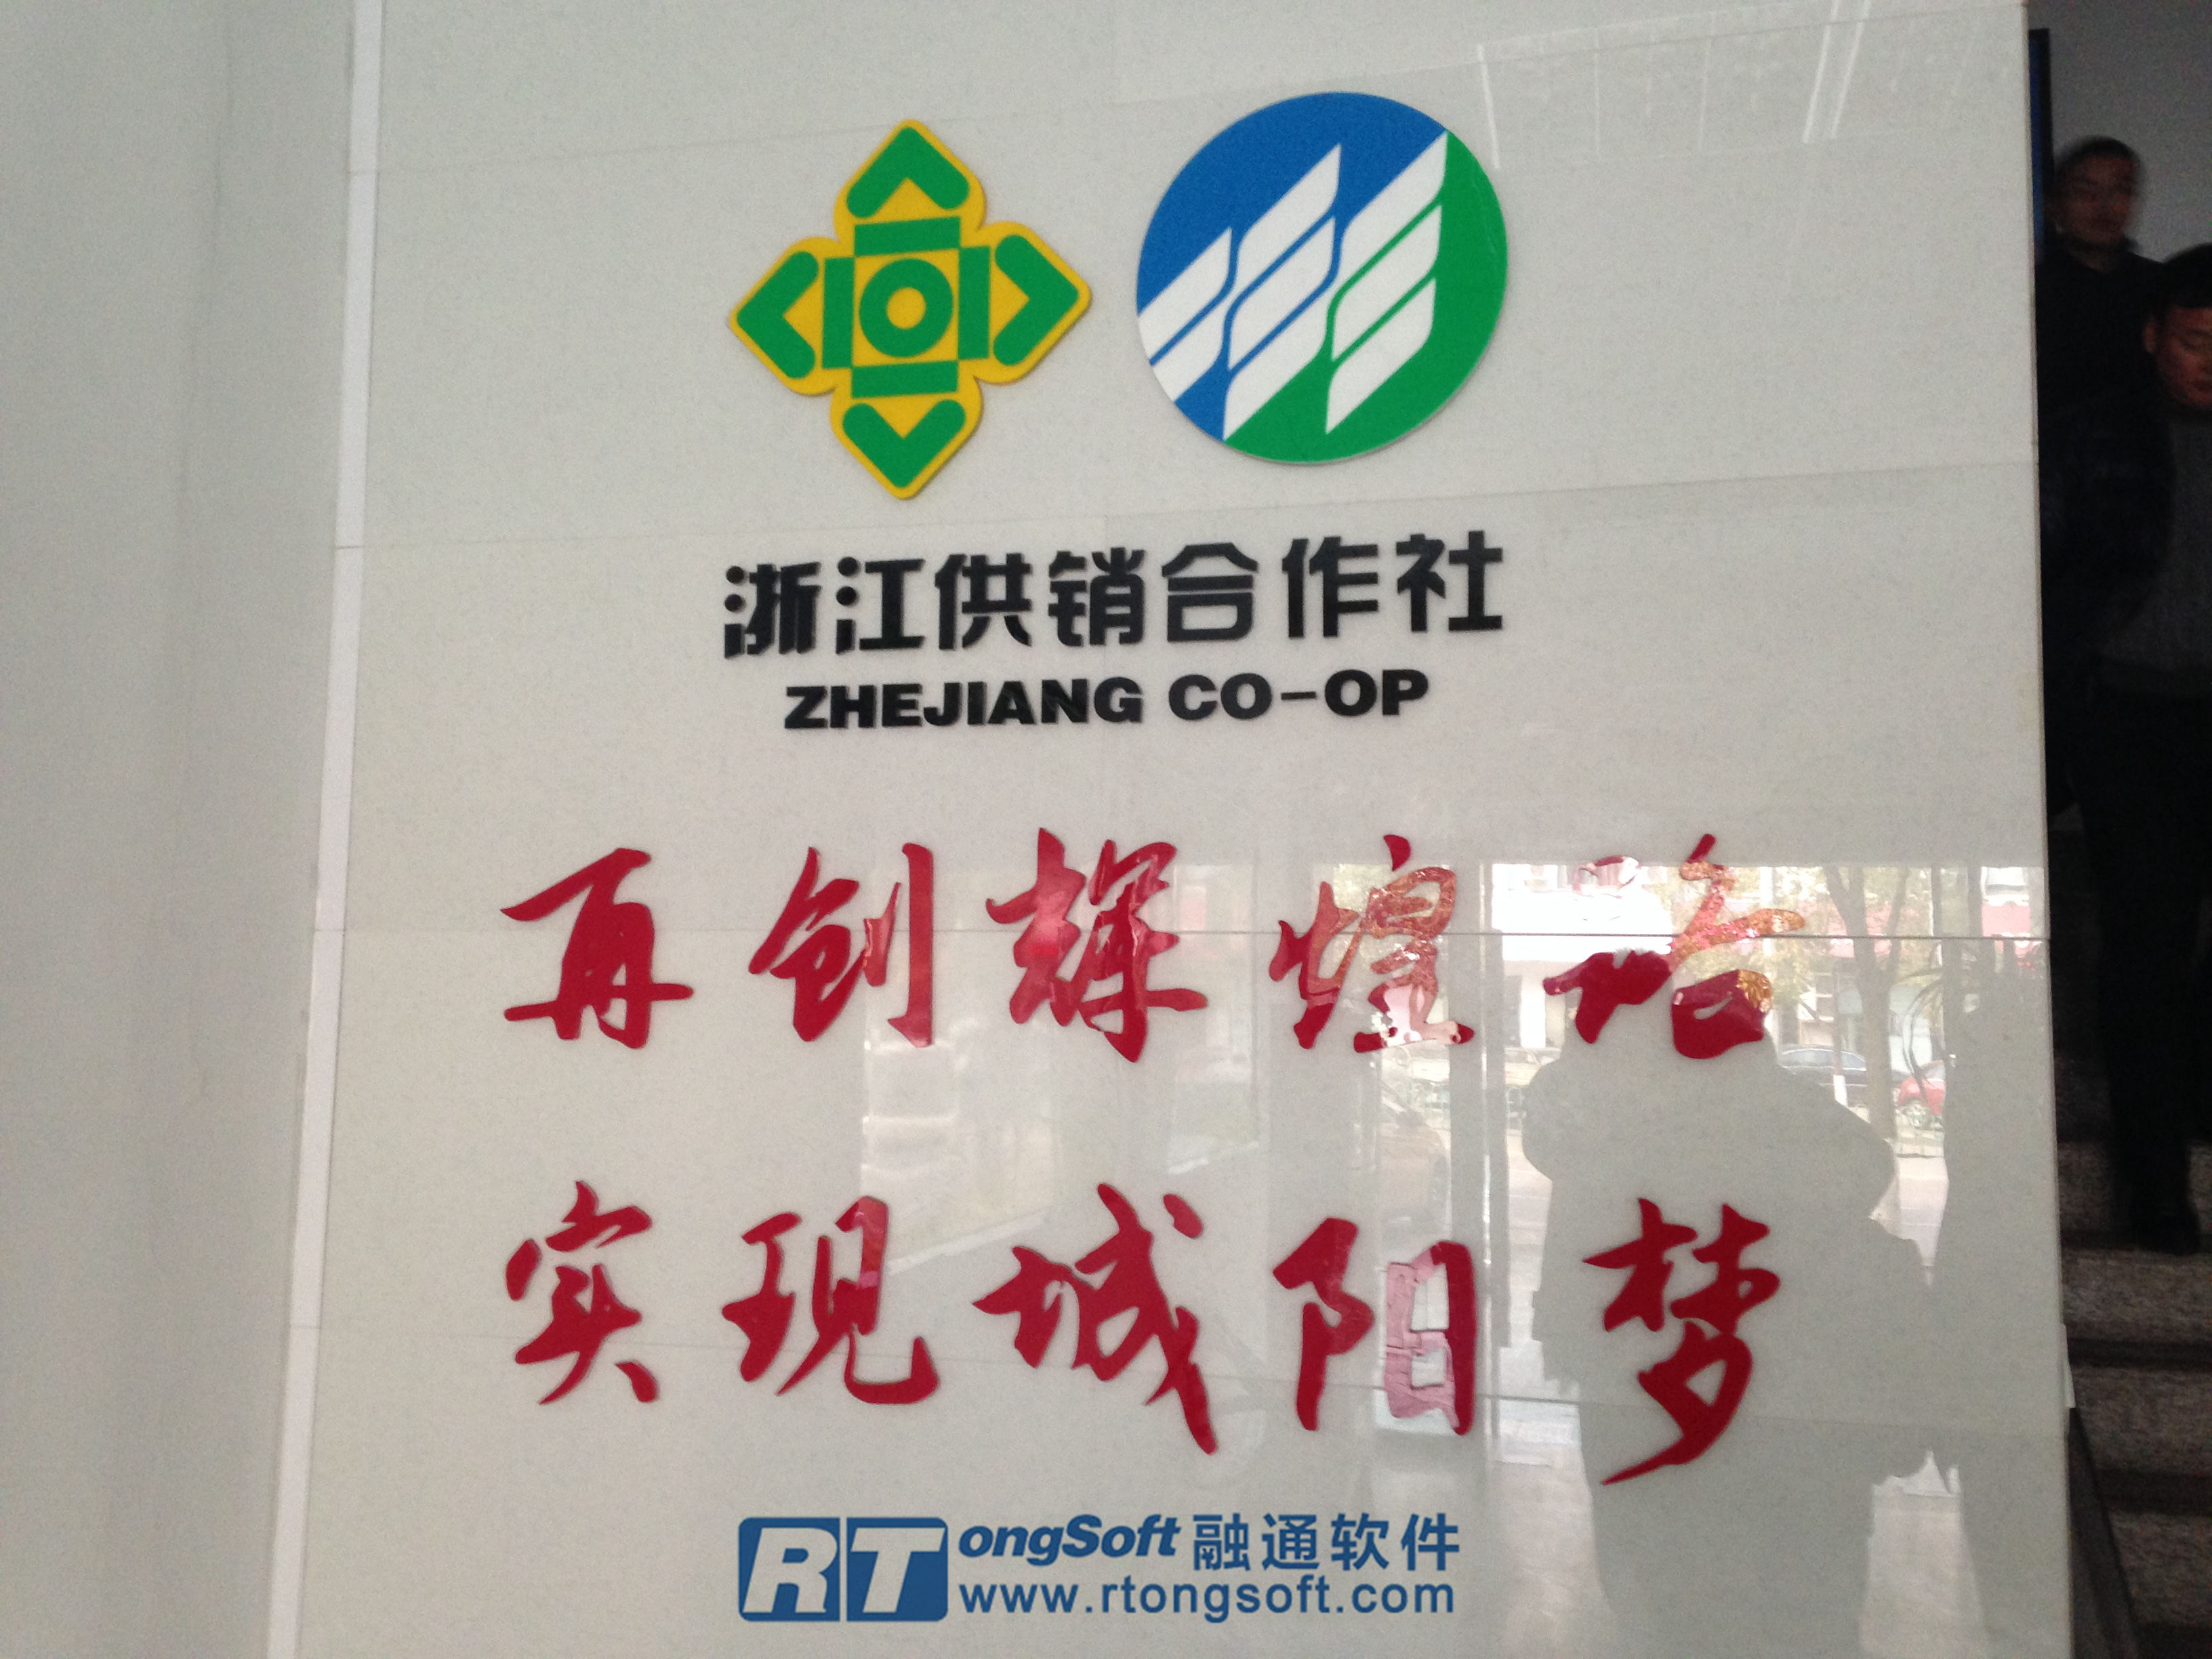 浙江供销合作社
ZHEJIANG CO-OP
再创辉煌路
实现城阳梦
RTongSoft 融通软件
www.rtongsoft.com